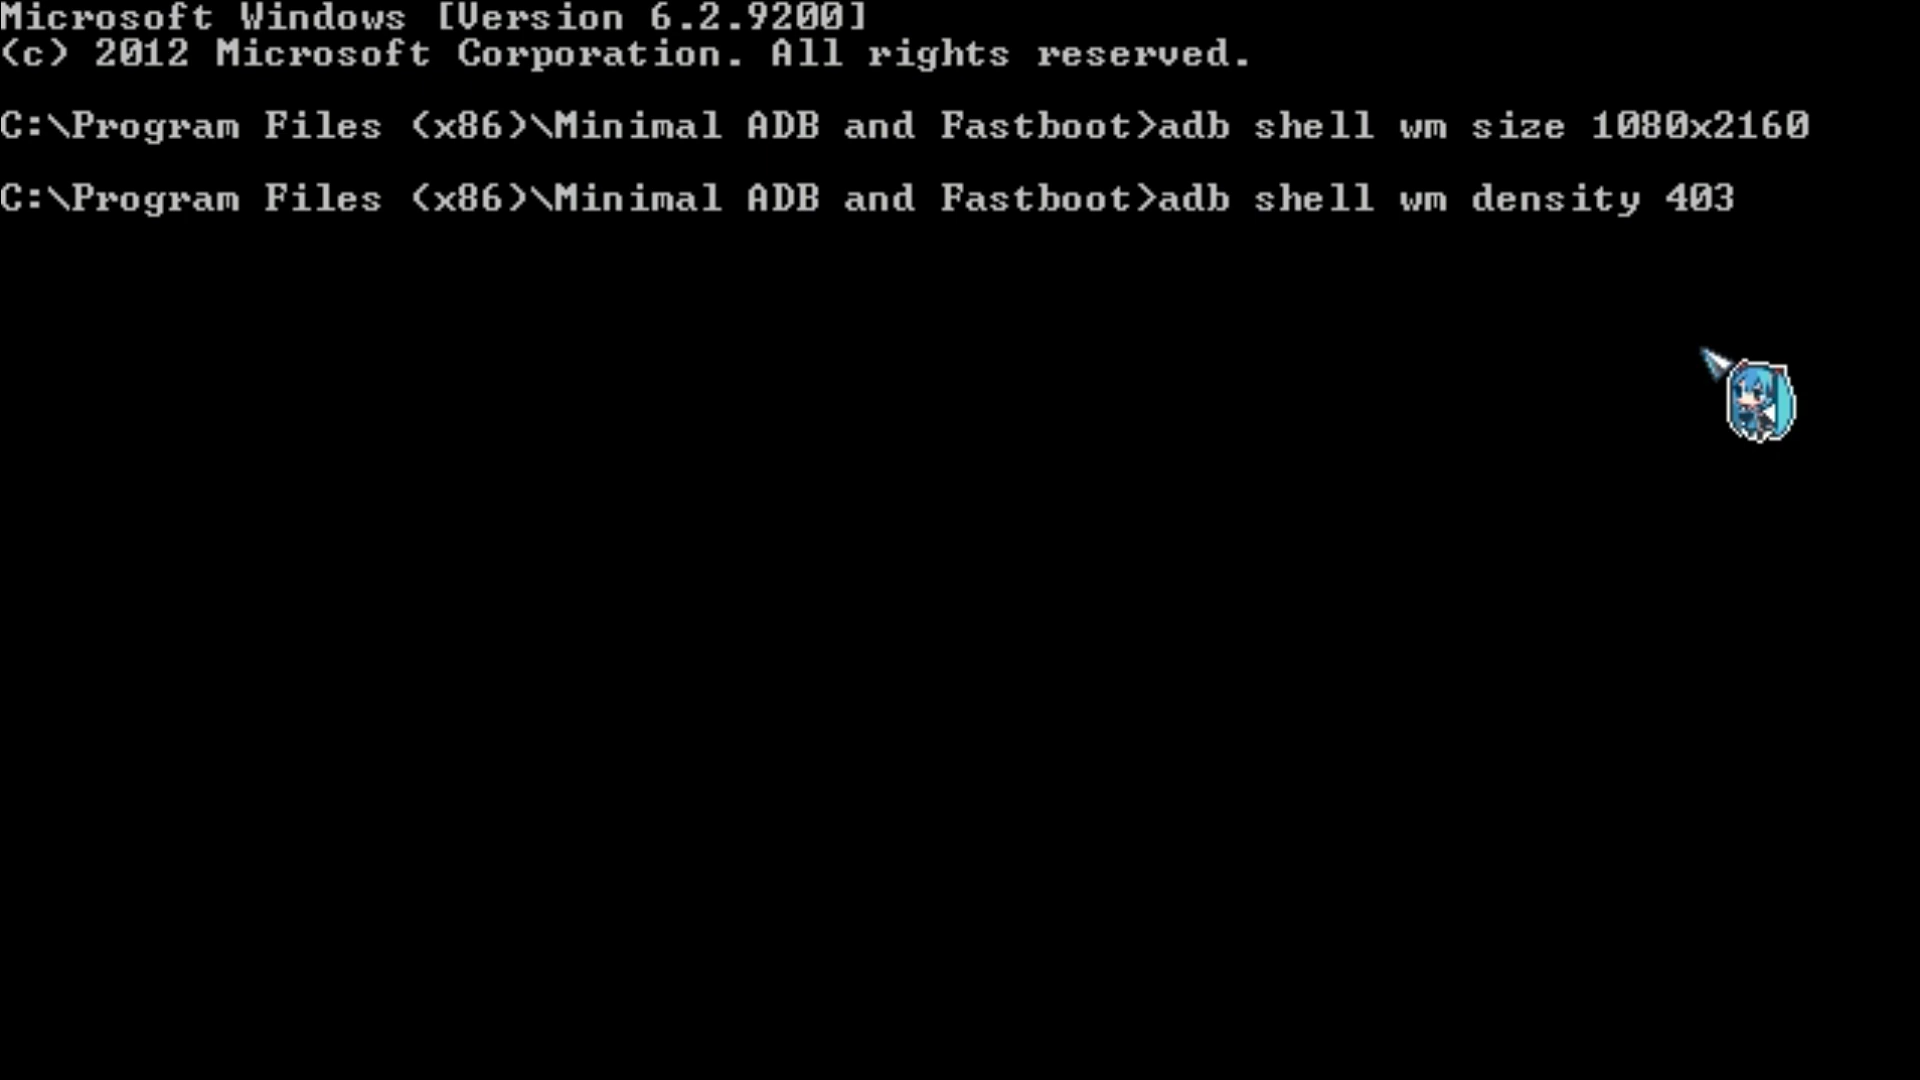 Microsoft Windows [Version 6.2.9200]
(c) 2012 Microsoft Corporation. All rights reserved.
C:\Program Files (x86)\Minimal ADB and Fastboot>adb shell wm size 1080x2160
C:\Program Files (x86)\Minimal ADB and Fastboot>adb shell wm density 403